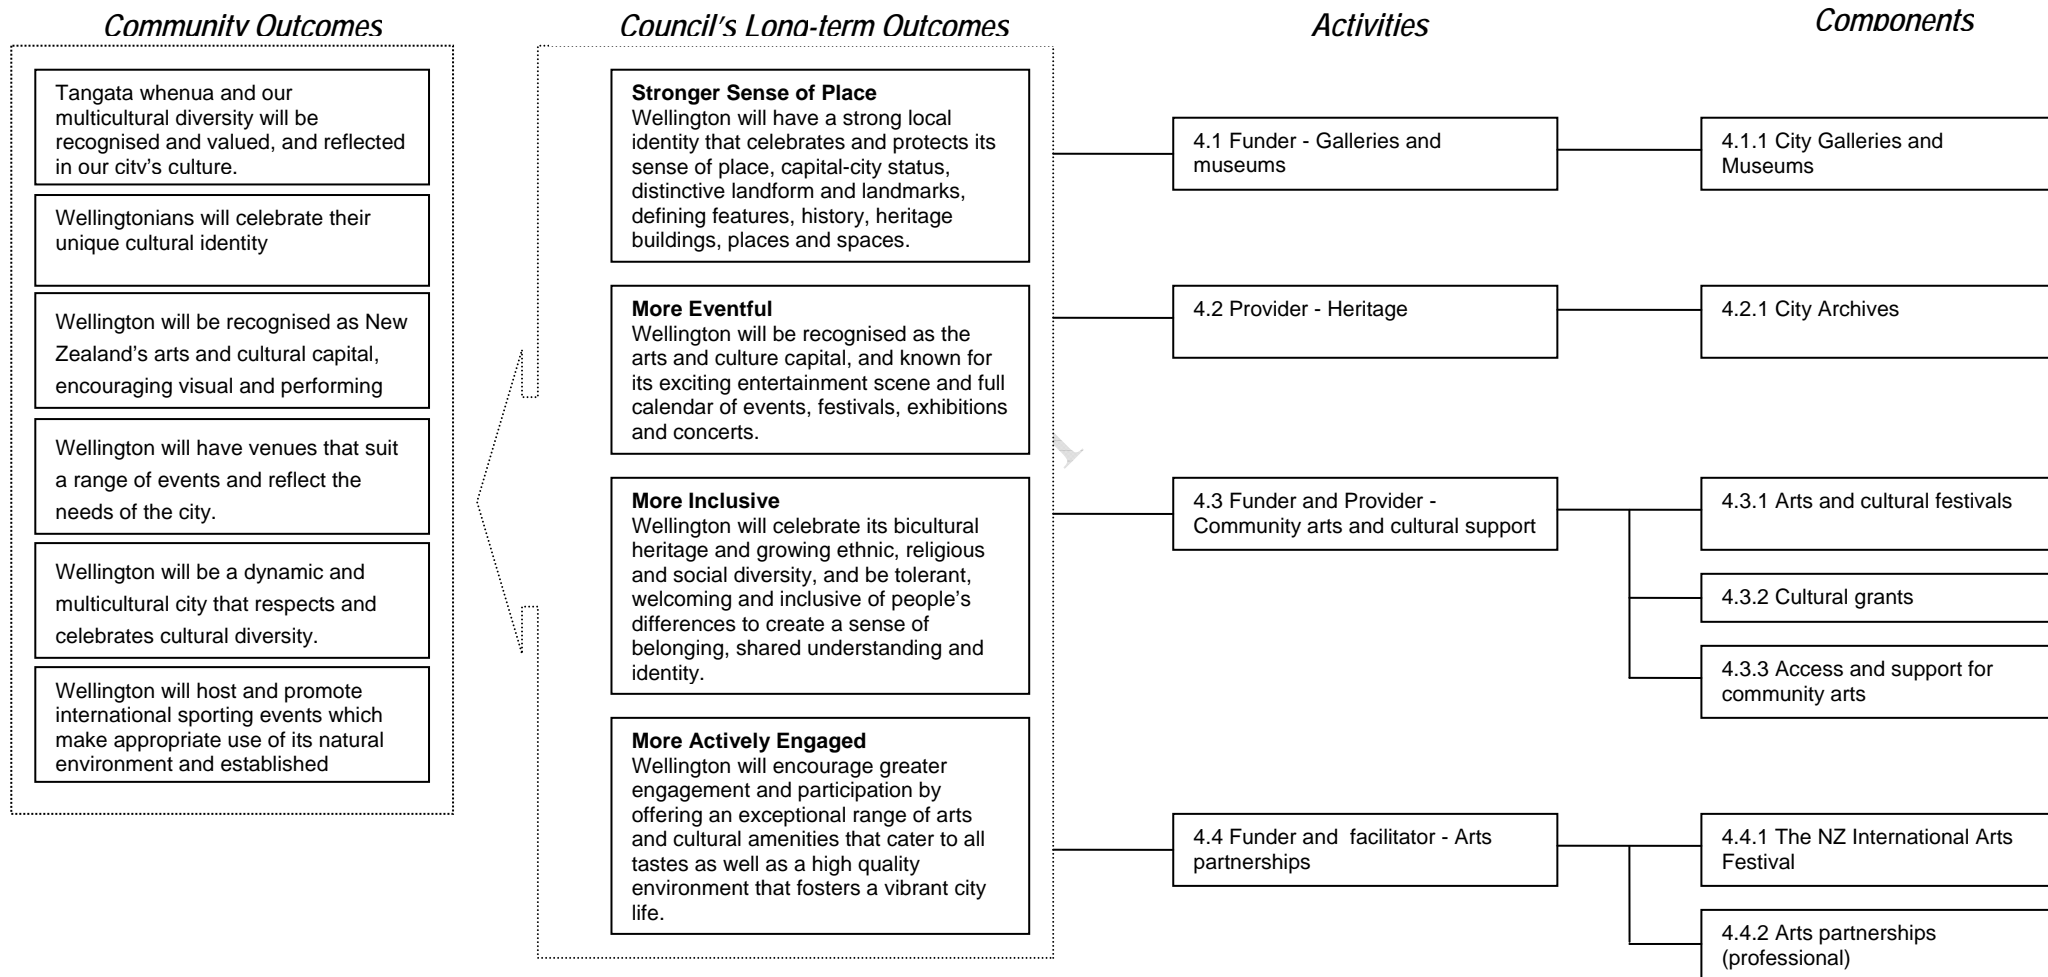 Community Outcomes
Tangata whenua and our
multicultural diversity will be
recognised and valued, and reflected
in our city's culture.
Wellingtonians will celebrate their
unique cultural identity
Wellington will be recognised as New
Zealand's arts and cultural capital,
encouraging visual and performing
Wellington will have venues that suit
a range of events and reflect the
needs of the city.
Wellington will be a dynamic and
multicultural city that respects and
celebrates cultural diversity.
Wellington will host and promote
international sporting events which
make appropriate use of its natural
environment and established
Council's Long-term Outcomes
Stronger Sense of Place
Wellington will have a strong local
identity that celebrates and protects its
sense of place, capital-city status,
distinctive landform and landmarks,
defining features, history, heritage
buildings, places and spaces.
More Eventful
Wellington will be recognised as the
arts and culture capital, and known for
its exciting entertainment scene and full
calendar of events, festivals, exhibitions
and concerts.
More Inclusive
Wellington will celebrate its bicultural
heritage and growing ethnic, religious
and social diversity, and be tolerant,
welcoming and inclusive of people's
differences to create a sense of
belonging, shared understanding and
identity.
More Actively Engaged
Wellington will encourage greater
engagement and participation by
offering an exceptional range of arts
and cultural amenities that cater to all
tastes as well as a high quality
environment that fosters a vibrant city
life.
Activities
4.1 Funder - Galleries and
museums
4.2 Provider - Heritage
4.3 Funder and Provider -
Community arts and cultural support
4.4 Funder and facilitator - Arts
partnerships
Components
4.1.1 City Galleries and
Museums
4.2.1 City Archives
4.3.1 Arts and cultural festivals
4.3.2 Cultural grants
4.3.3 Access and support for
community arts
4.4.1 The NZ International Arts
Festival
4.4.2 Arts partnerships
(professional)